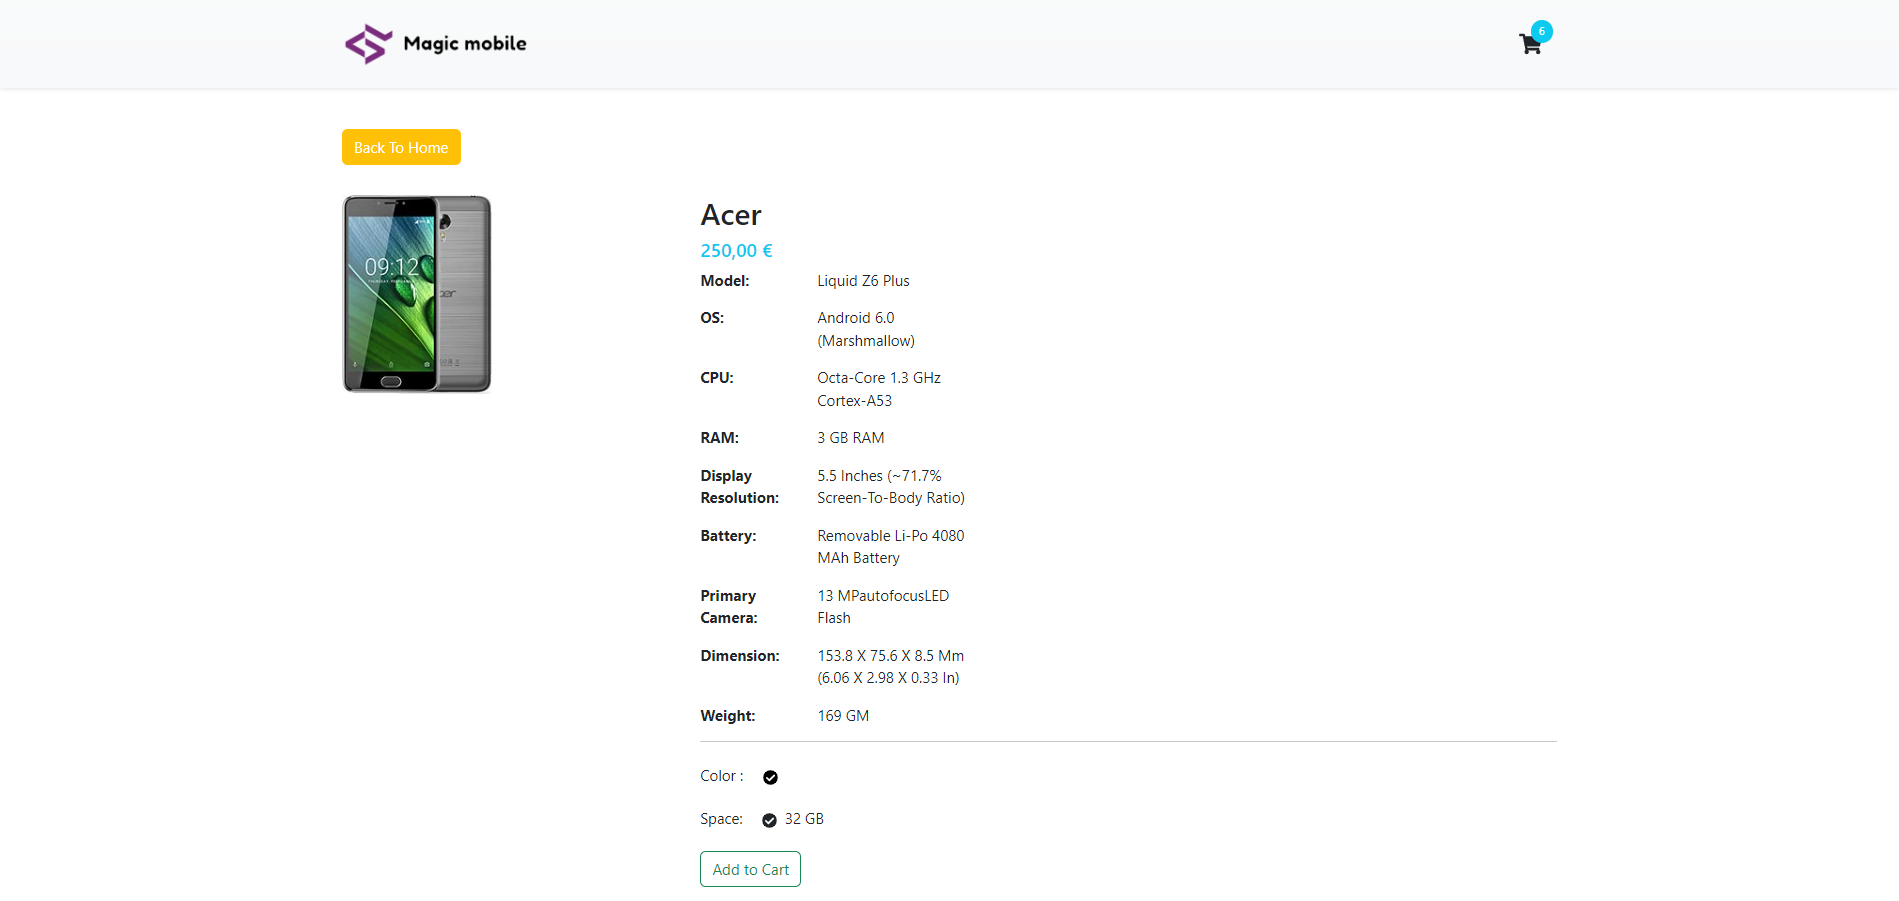 Magic mobile
6
Back To Home
09:12
Acer
250,00 €
Model: Liquid Z6 Plus
OS: Android 6.0
(Marshmallow)
CPU: Octa-Core 1.3 GHz
Cortex-A53
RAM: 3 GB RAM
Display 5.5 Inches (~71.7%
Resolution: Screen-To-Body Ratio)
Battery: Removable Li-Po 4080
MAh Battery
Primary 13 MPautofocusLED
Camera: Flash
Dimension: 153.8 X 75.6 X 8.5 Mm
(6.06 X 2.98 X 0.33 In)
Weight: 169 GM
Color :
Space: 32 GB
Add to Cart